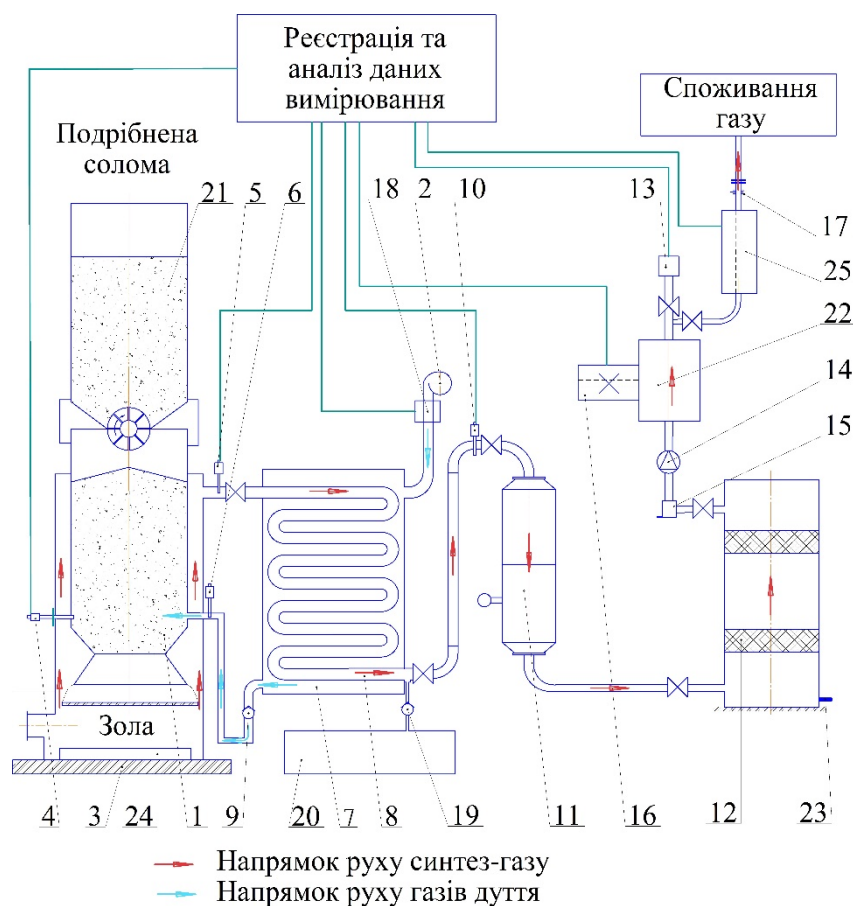 Реєстрація та
аналіз даних
вимірювання
Споживання
газу
Подрібнена
солома
21 5 6 18 2 10 13 17
25
22
14
15
Зола
4 3 24 1 9 20 7 8 19 11 16 12 23
Напрямок руху синтез-газу
Напрямок руху газів дуття